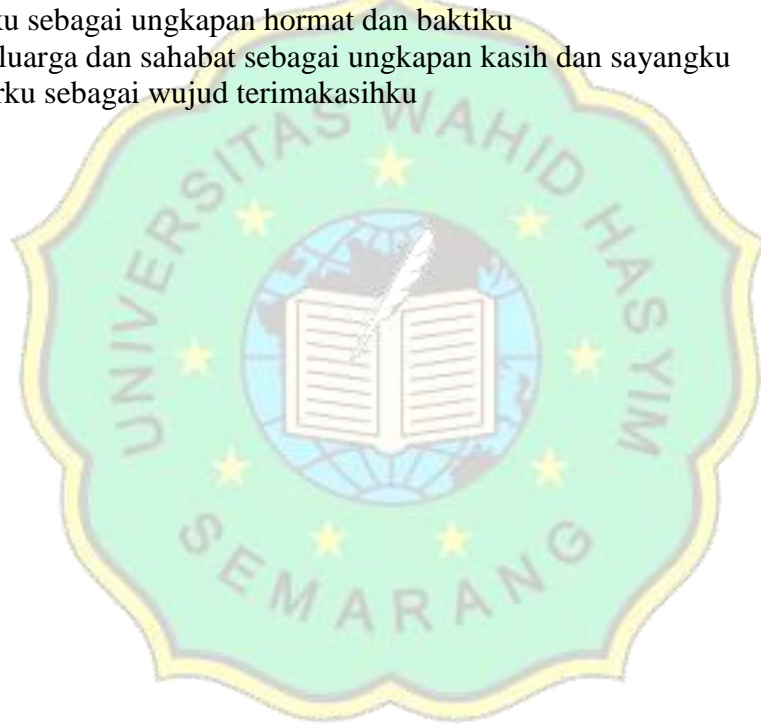 ku sebagai ungkapan hormat dan baktiku
luarga dan sahabat sebagai ungkapan kasih dan sayangku
rku sebagai wujud terimakasihku
UNIVERSITAS WAHID HASYIM
SEMARANG